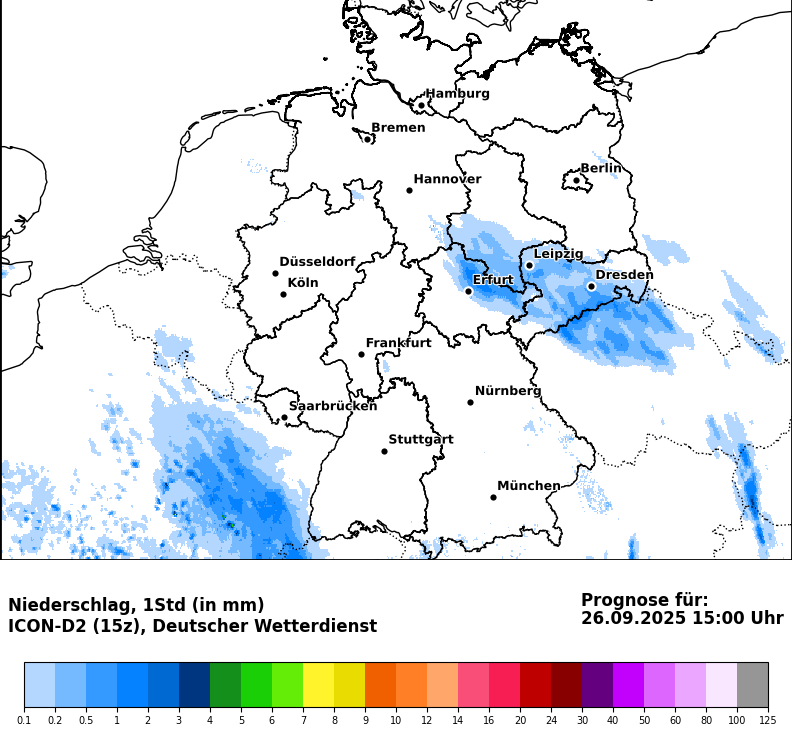 Hamburg
Bremen
Berlin
Hannover
Leipzig
Düsseldorf
Dresden
Köln
Erfurt
Frankfurt
Nürnberg
Saarbrücken
Stuttgart
München
Niederschlag, 1Std (in mm)
ICON-D2 (15z), Deutscher Wetterdienst
Prognose für:
26.09.2025 15:00 Uhr
0.1 0.2 0.5 1 2 3 4 5 6 7 8 9 10 12 14 16 20 24 30 40 50 60 80 100 125